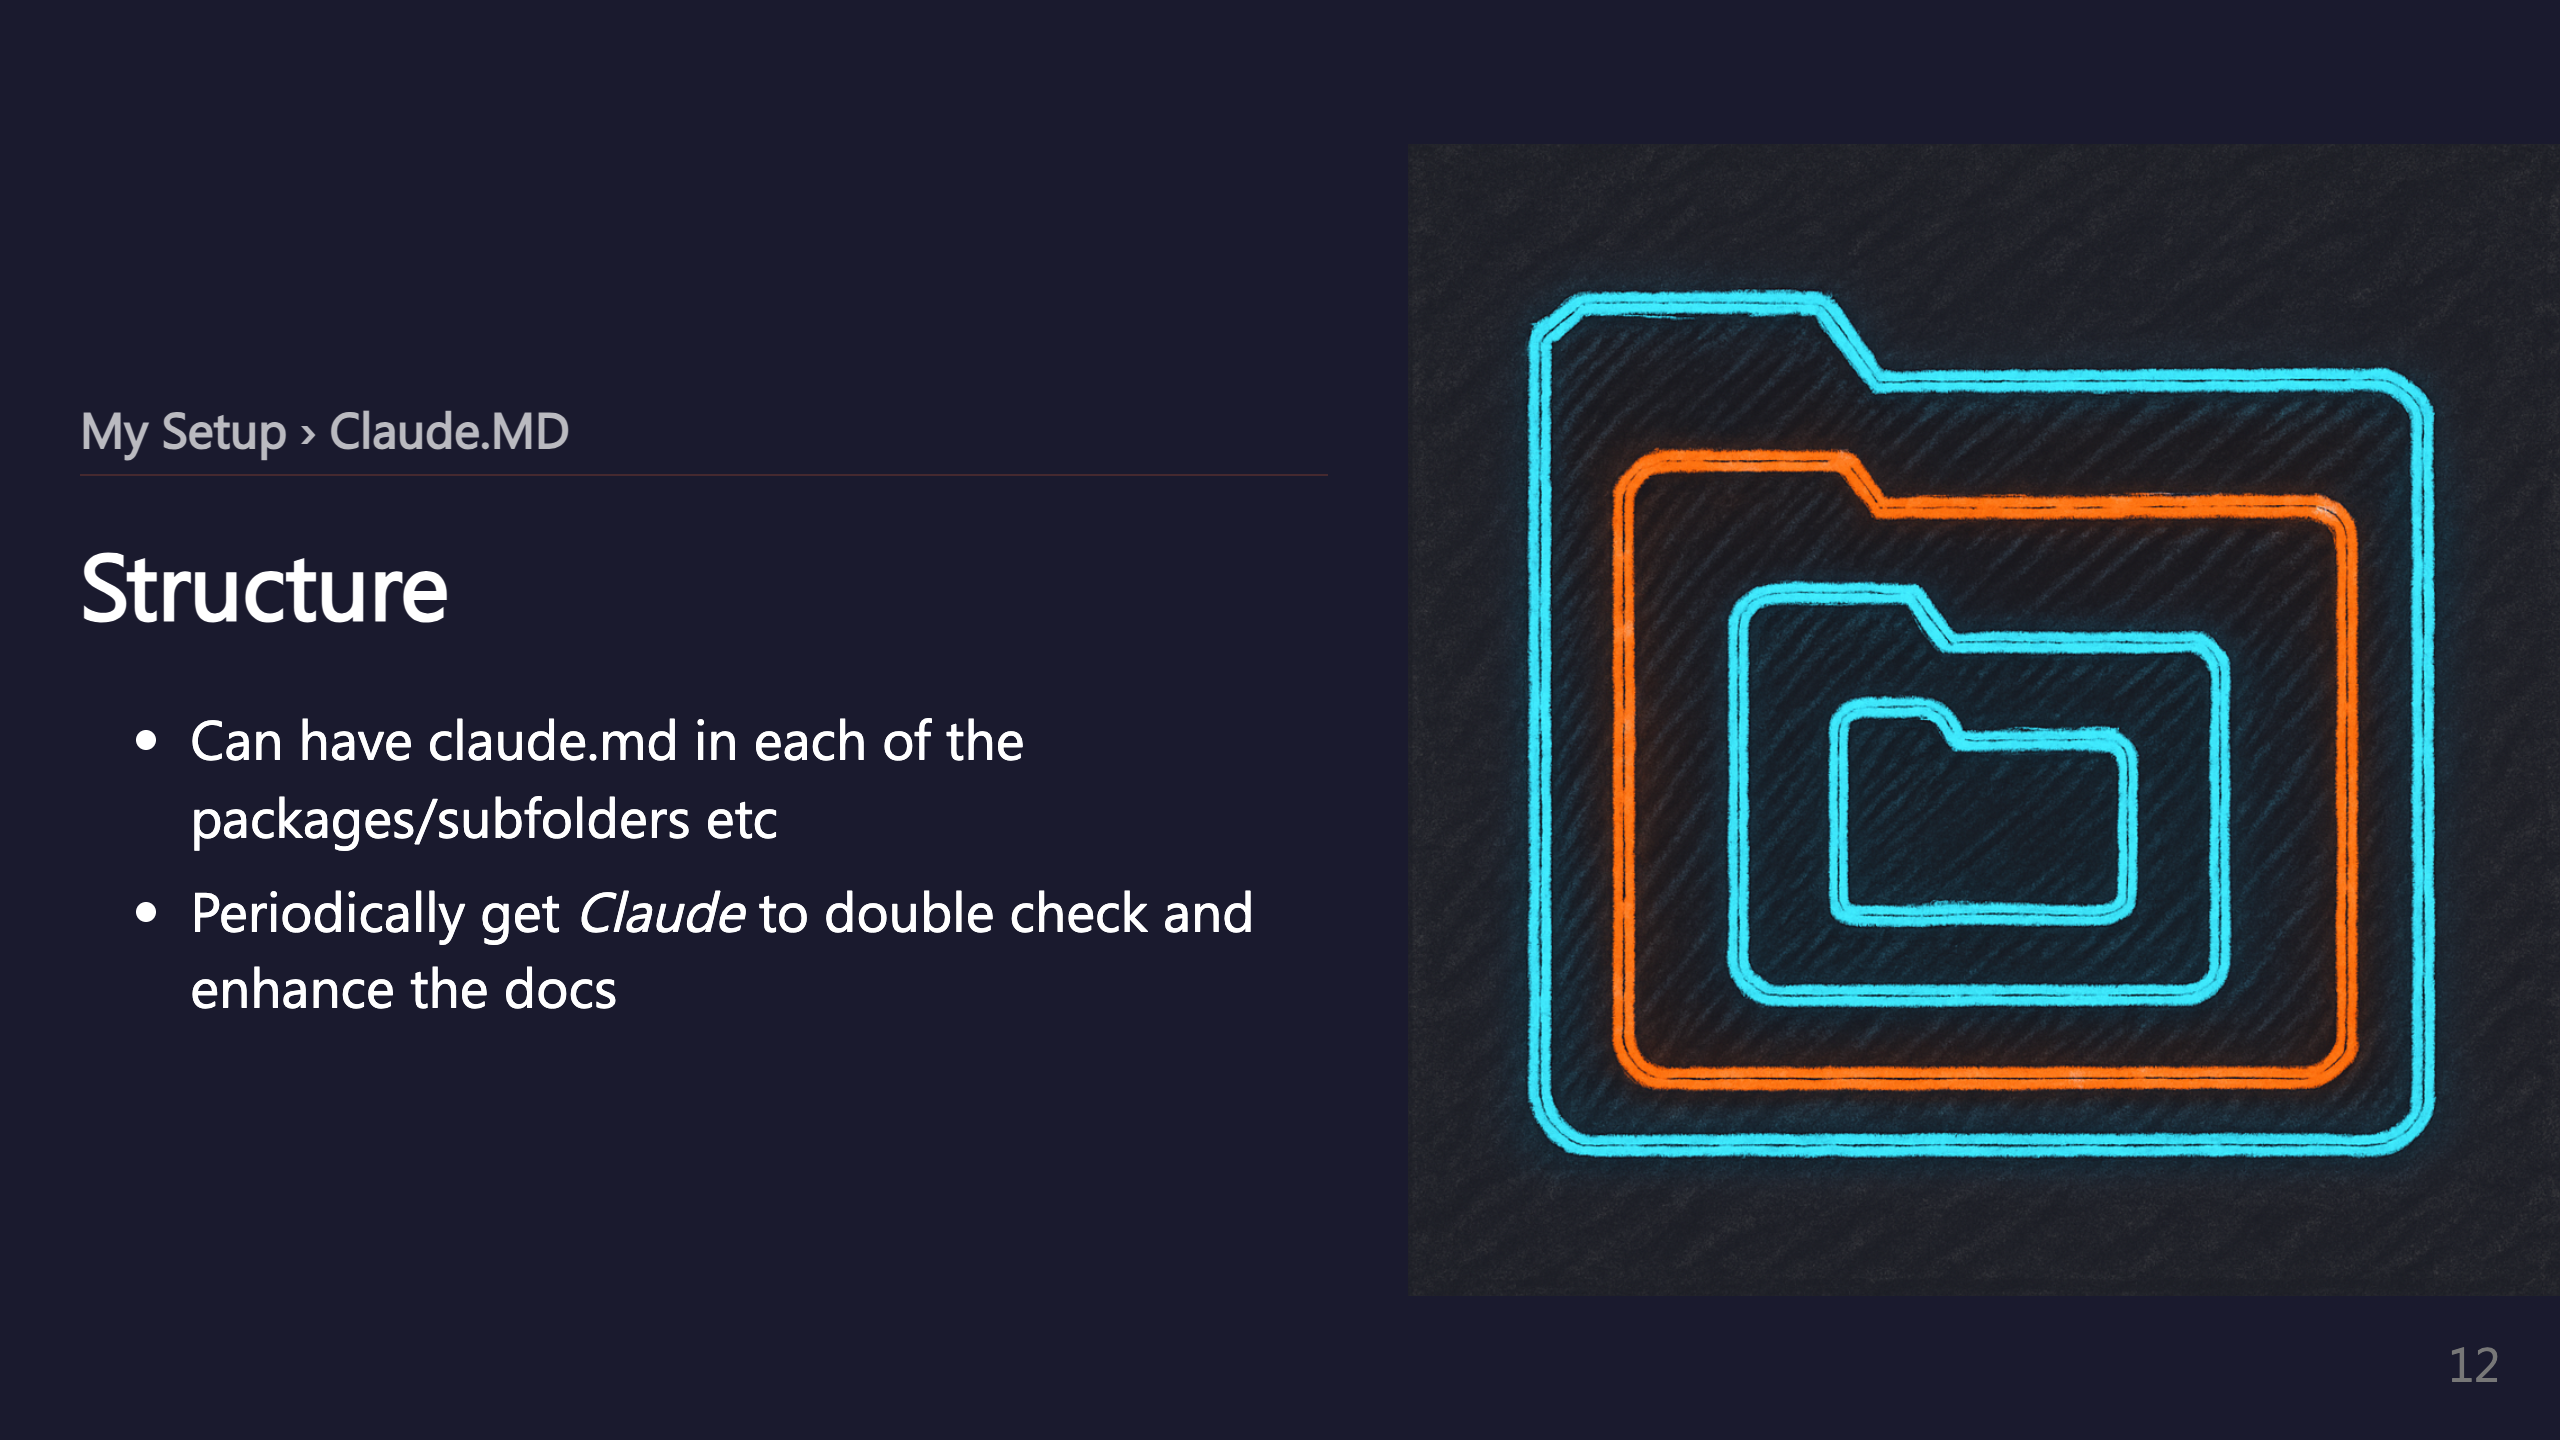 My Setup › Claude.MD
Structure
• Can have claude.md in each of the
packages/subfolders etc
• Periodically get Claude to double check and
enhance the docs
12